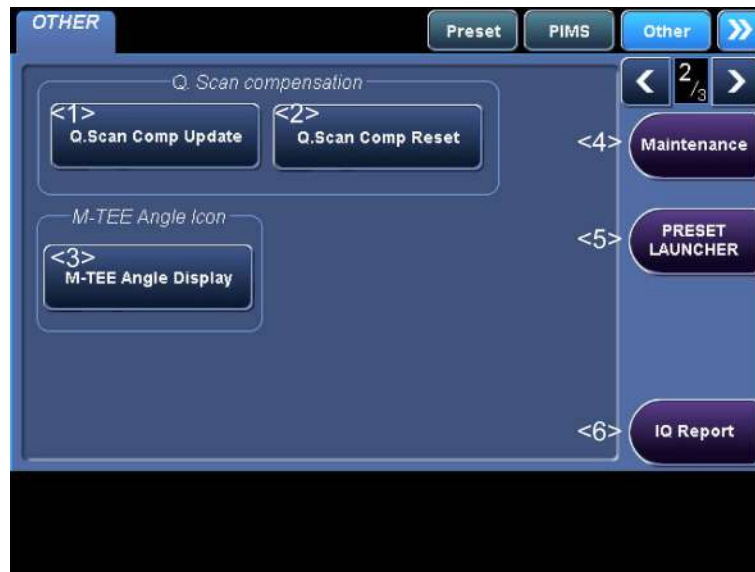 OTHER
Preset
PIMS
Other
»
Q. Scan compensation
< 2/3 >
<1>
Q.Scan Comp Update
<2>
Q.Scan Comp Reset
<4>
Maintenance
M-TEE Angle Icon
<5>
PRESET
LAUNCHER
<3>
M-TEE Angle Display
<6>
IQ Report